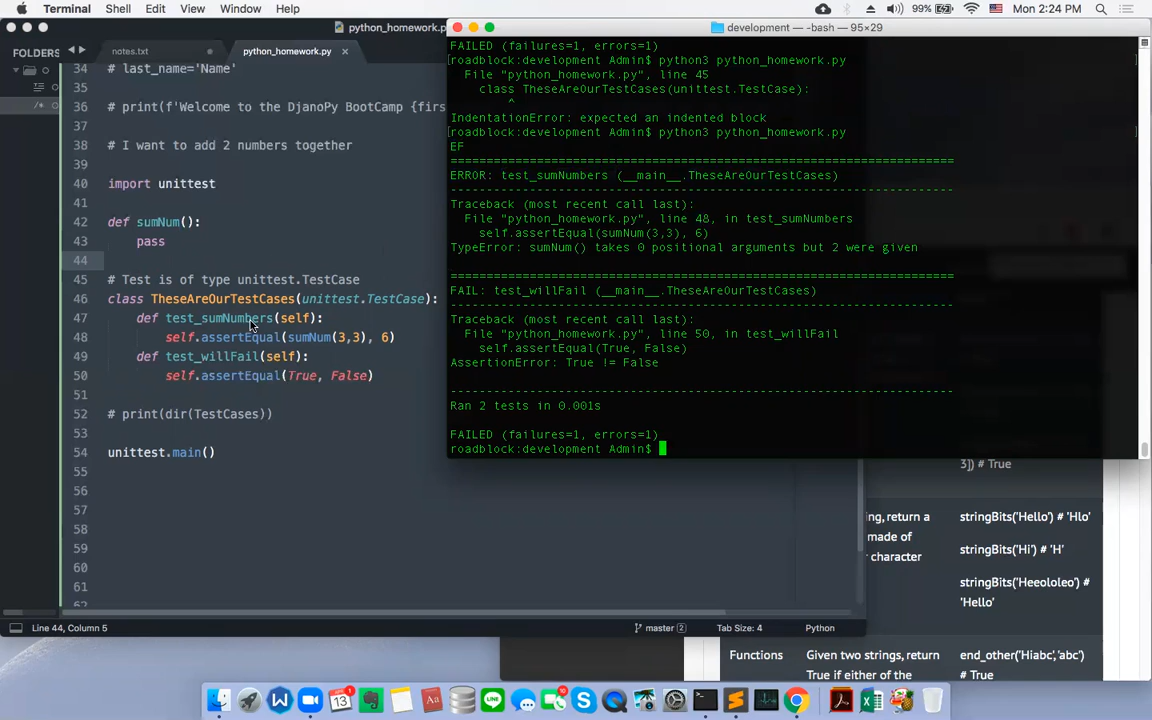 Terminal Shell Edit View Window Help
99% Mon 2:24 PM
FOLDERS
notes.txt
python_homework.py
python_homework.p
34 # last_name='Name'
35
36 # print(f'Welcome to the DjanoPy BootCamp {firs
37
38 # I want to add 2 numbers together
39
40 import unittest
41
42 def sumNum():
43 pass
44
45 # Test is of type unittest.TestCase
46 class TheseAreOurTestCases(unittest.TestCase):
47 def test_sumNumbers(self):
48 self.assertEqual(sumNum(3,3), 6)
49 def test_willFail(self):
50 self.assertEqual(True, False)
51
52 # print(dir(TestCases))
53
54 unittest.main()
55
56
57
58
59
60
61
62
Line 44, Column 5
master 2
Tab Size: 4
Python
development — -bash — 95×29
FAILED (failures=1, errors=1)
[roadblock:development Admin$ python3 python_homework.py ]
File "python_homework.py", line 45
class TheseAreOurTestCases(unittest.TestCase):
^
IndentationError: expected an indented block
[roadblock:development Admin$ python3 python_homework.py ]
EF
======================================================================
ERROR: test_sumNumbers (__main__.TheseAreOurTestCases)
----------------------------------------------------------------------
Traceback (most recent call last):
File "python_homework.py", line 48, in test_sumNumbers
self.assertEqual(sumNum(3,3), 6)
TypeError: sumNum() takes 0 positional arguments but 2 were given
======================================================================
FAIL: test_willFail (__main__.TheseAreOurTestCases)
----------------------------------------------------------------------
Traceback (most recent call last):
File "python_homework.py", line 50, in test_willFail
self.assertEqual(True, False)
AssertionError: True != False
----------------------------------------------------------------------
Ran 2 tests in 0.001s
FAILED (failures=1, errors=1)
roadblock:development Admin$
3]) # True
ing, return a
made of
r character
stringBits('Hello') # 'Hlo'
stringBits('Hi') # 'H'
stringBits('Heeololeo') #
'Hello'
Functions
Given two strings, return
True if either of the
end_other('Hiabc', 'abc')
# True
13